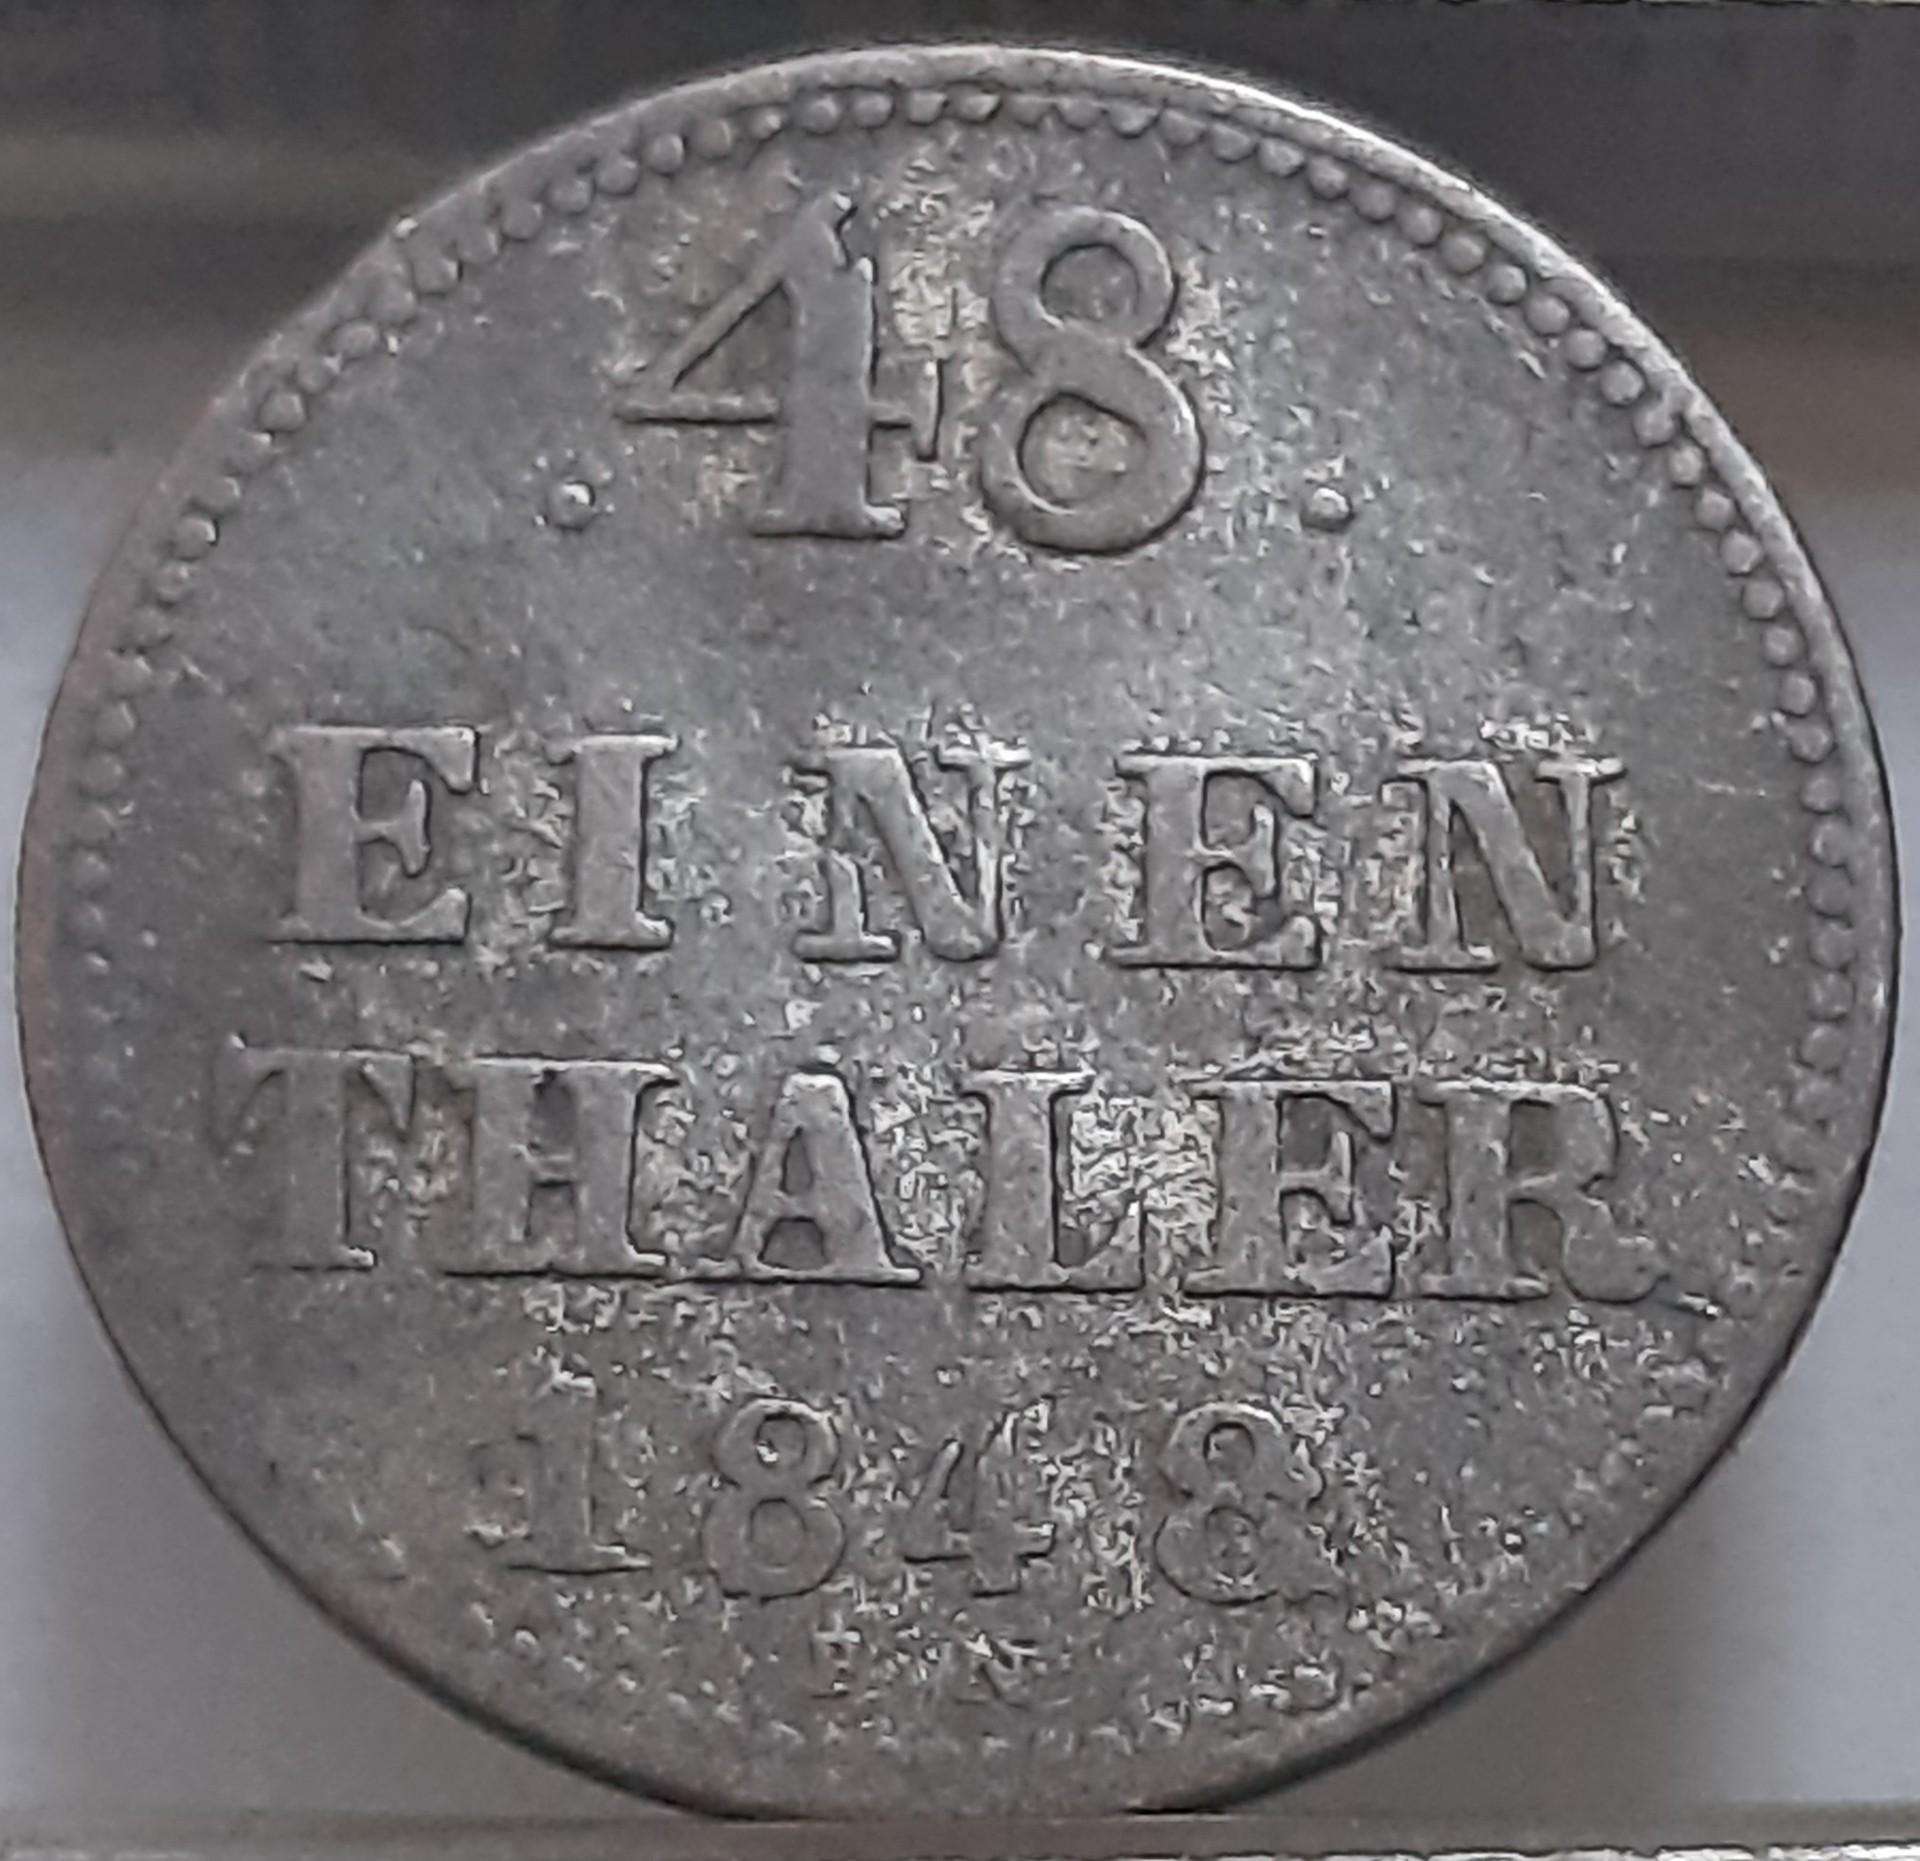 . 48 .
EINEN
THALER
1848